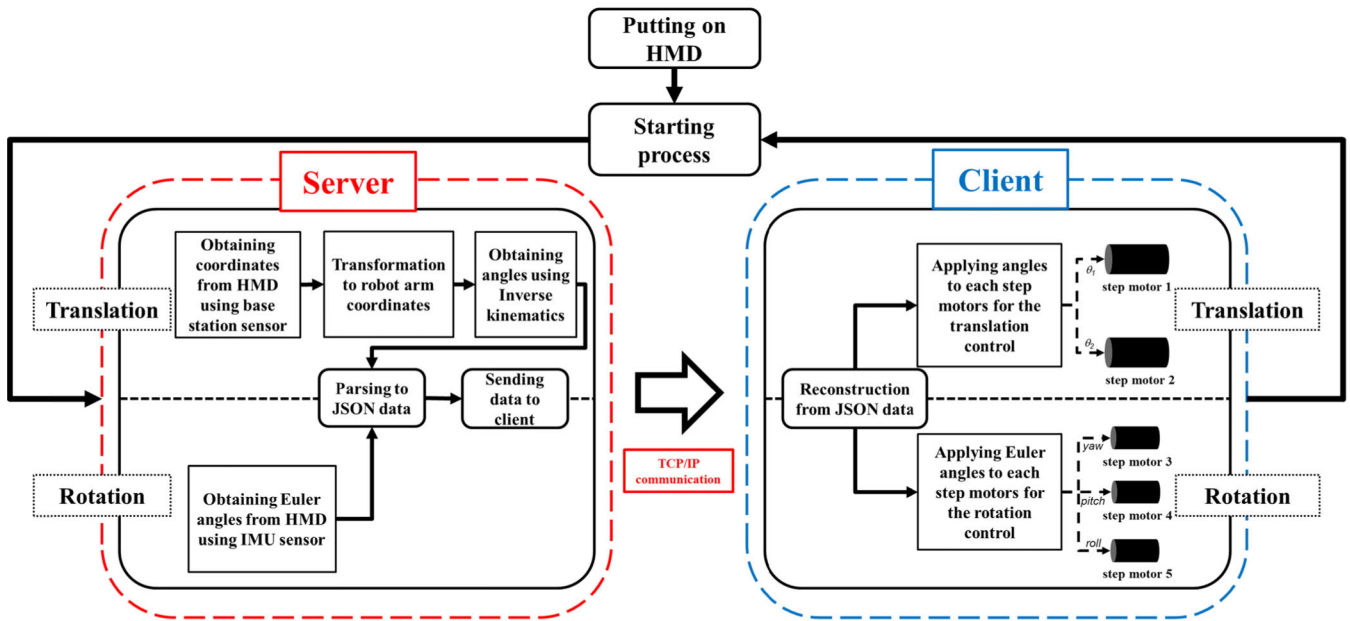 Putting on
HMD
Starting
process
Server
Translation
Obtaining
coordinates
from HMD
using base
station sensor
Transformation
to robot arm
coordinates
Obtaining
angles using
Inverse
kinematics
Parsing to
JSON data
Sending
data to
client
Rotation
Obtaining Euler
angles from HMD
using IMU sensor
TCP/IP
communication
Client
Reconstruction
from JSON data
Applying angles
to each step
motors for the
translation
control
θ1
step motor 1
θ2
step motor 2
Translation
Applying Euler
angles to each
step motors for
the rotation
control
yaw
step motor 3
pitch
step motor 4
roll
step motor 5
Rotation